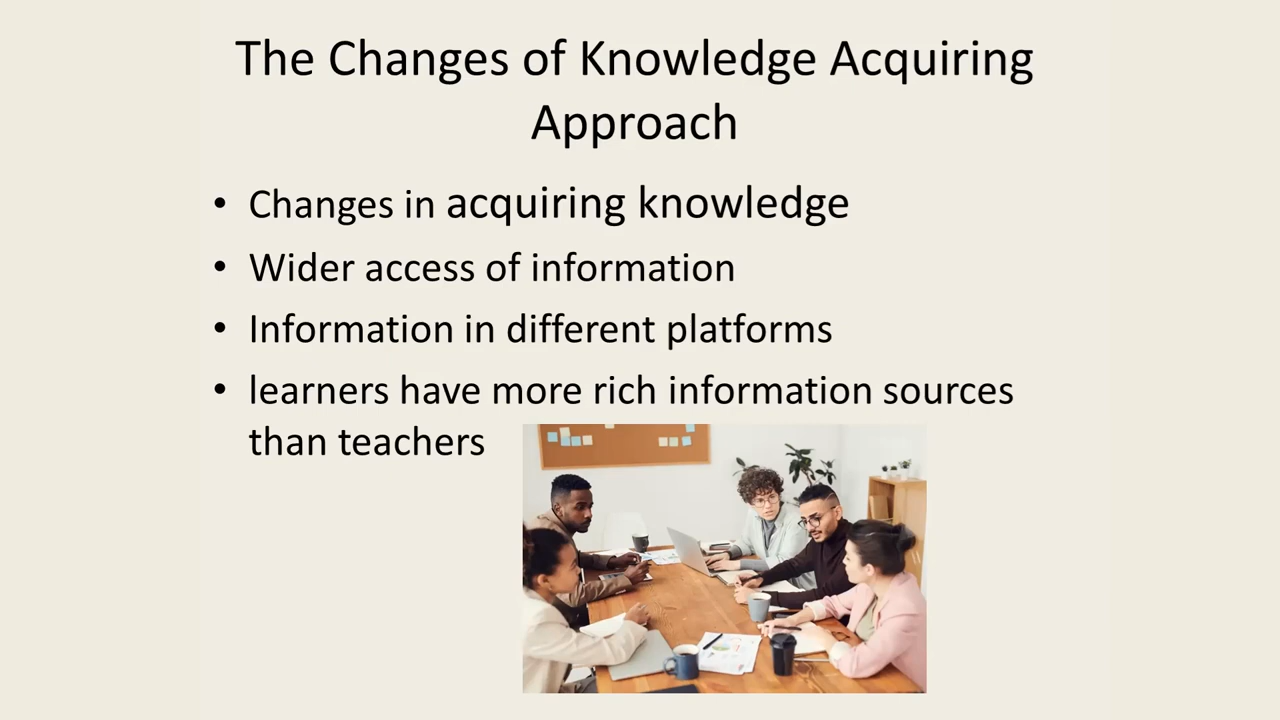 The Changes of Knowledge Acquiring
Approach
• Changes in acquiring knowledge
• Wider access of information
• Information in different platforms
• learners have more rich information sources
than teachers